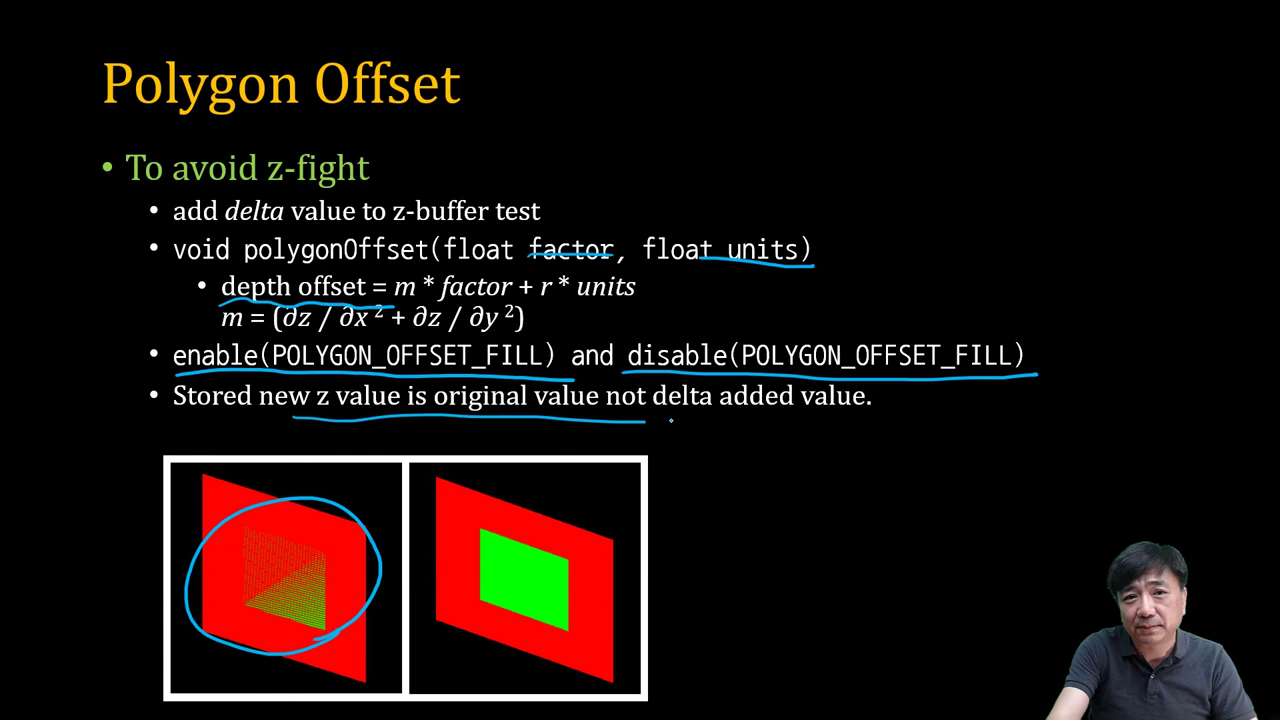 Polygon Offset
• To avoid z-fight
• add delta value to z-buffer test
• void polygonOffset(float factor, float units)
• depth offset = m * factor + r * units
m = (∂z / ∂x ² + ∂z / ∂y ²)
• enable(POLYGON_OFFSET_FILL) and disable(POLYGON_OFFSET_FILL)
• Stored new z value is original value not delta added value.